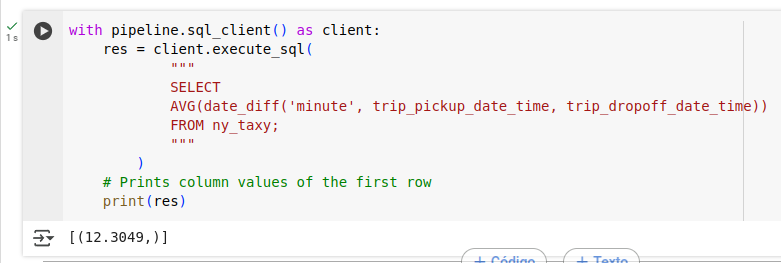 1 s
with pipeline.sql_client() as client:
    res = client.execute_sql(
            """
            SELECT
            AVG(date_diff('minute', trip_pickup_date_time, trip_dropoff_date_time))
            FROM ny_taxy;
            """
        )
    # Prints column values of the first row
    print(res)
[(12.3049,)]
+ Código + Texto